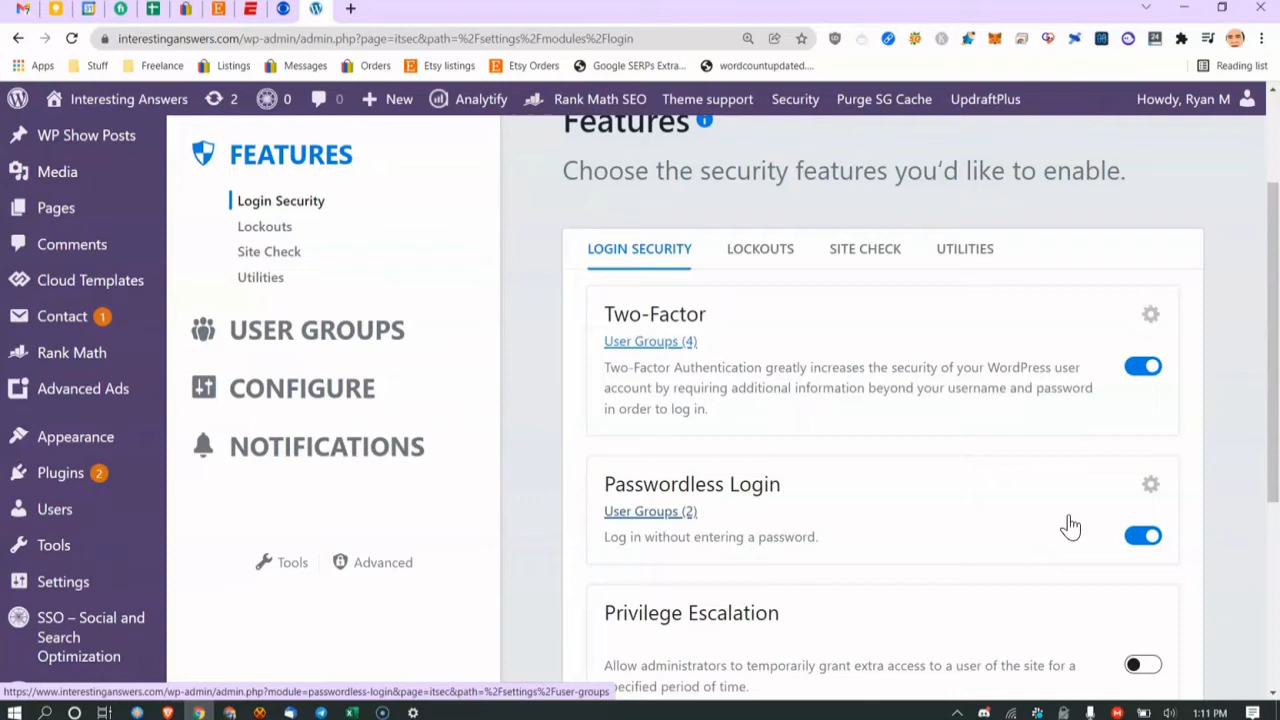 interestinganswers.com/wp-admin/admin.php?page=itsec&path=%2Fsettings%2Fmodules%2Flogin
Apps
Stuff
Freelance
Listings
Messages
Orders
Etsy listings
Etsy Orders
Google SERPs Extra...
wordcountupdated....
Reading list
Interesting Answers
2
0
0
New
Analytify
Rank Math SEO
Theme support
Security
Purge SG Cache
UpdraftPlus
Howdy, Ryan M
WP Show Posts
Media
Pages
Comments
Cloud Templates
Contact 1
Rank Math
Advanced Ads
Appearance
Plugins 2
Users
Tools
Settings
SSO – Social and
Search
Optimization
FEATURES
Login Security
Lockouts
Site Check
Utilities
USER GROUPS
CONFIGURE
NOTIFICATIONS
Tools
Advanced
Features
Choose the security features you’d like to enable.
LOGIN SECURITY
LOCKOUTS
SITE CHECK
UTILITIES
Two-Factor
User Groups (4)
Two-Factor Authentication greatly increases the security of your WordPress user
account by requiring additional information beyond your username and password
in order to log in.
Passwordless Login
User Groups (2)
Log in without entering a password.
Privilege Escalation
Allow administrators to temporarily grant extra access to a user of the site for a
specified period of time.
https://www.interestinganswers.com/wp-admin/admin.php?module=passwordless-login&page=itsec&path=%2Fsettings%2Fuser-groups
1:11 PM